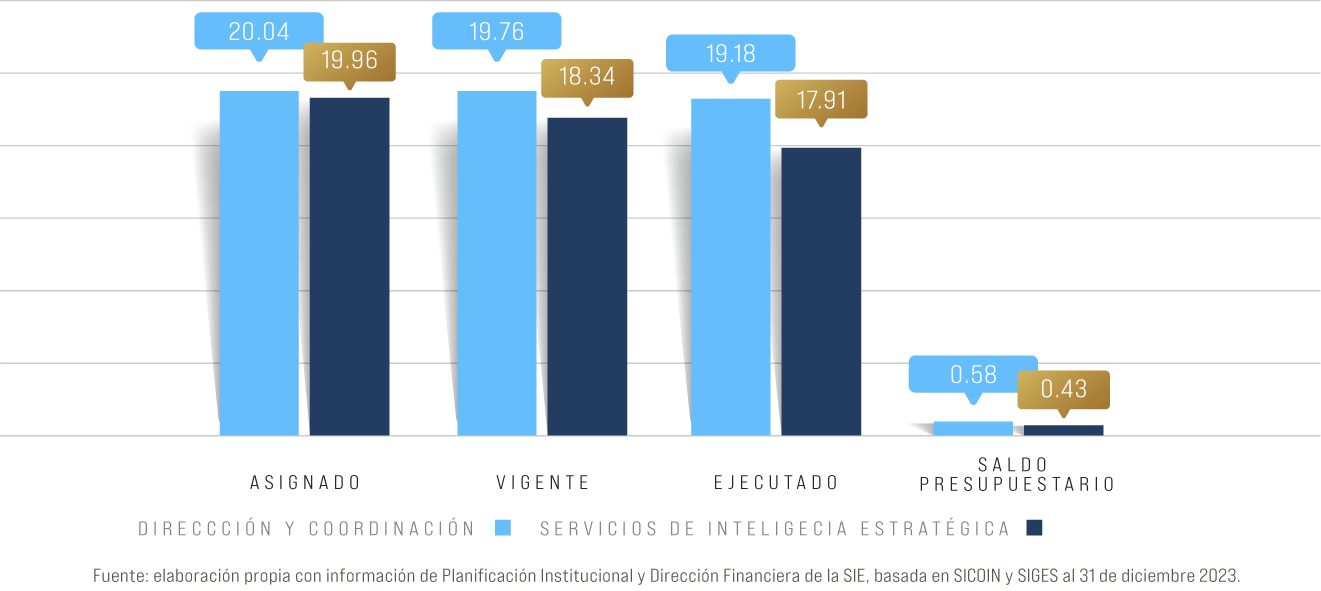 20.04
19.96
19.76
18.34
19.18
17.91
0.58
0.43
ASIGNADO
VIGENTE
EJECUTADO
SALDO
PRESUPUESTARIO
DIRECCCIÓN Y COORDINACIÓN
SERVICIOS DE INTELIGECIA ESTRATÉGICA
Fuente: elaboración propia con información de Planificación Institucional y Dirección Financiera de la SIE, basada en SICOIN y SIGES al 31 de diciembre 2023.